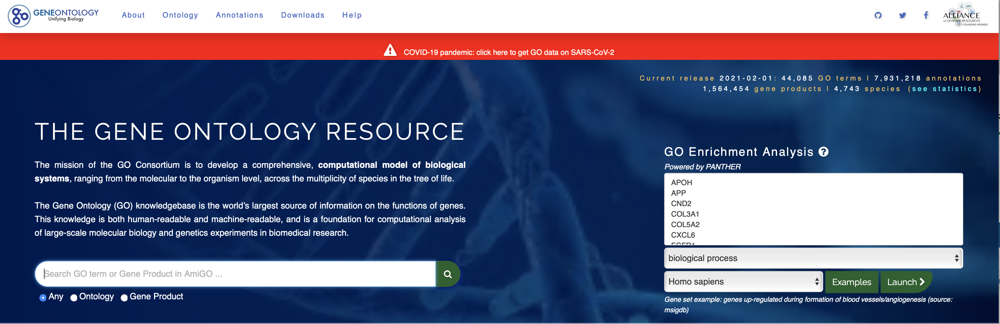 GENEONTOLOGY
Unifying Biology
About Ontology Annotations Downloads Help
ALLIANCE
of GENOME RESOURCES
FOUNDING MEMBER
COVID-19 pandemic: click here to get GO data on SARS-CoV-2
Current release 2021-02-01: 44,085 GO terms | 7,931,218 annotations
1,564,454 gene products | 4,743 species (see statistics)
THE GENE ONTOLOGY RESOURCE
The mission of the GO Consortium is to develop a comprehensive, computational model of biological
systems, ranging from the molecular to the organism level, across the multiplicity of species in the tree of life.
The Gene Ontology (GO) knowledgebase is the world’s largest source of information on the functions of genes.
This knowledge is both human-readable and machine-readable, and is a foundation for computational analysis
of large-scale molecular biology and genetics experiments in biomedical research.
Search GO term or Gene Product in AmiGO ...
Any Ontology Gene Product
GO Enrichment Analysis
Powered by PANTHER
APOH
APP
CND2
COL3A1
COL5A2
CXCL6
biological process
Homo sapiens
Examples
Launch
Gene set example: genes up-regulated during formation of blood vessels/angiogenesis (source:
msigdb)